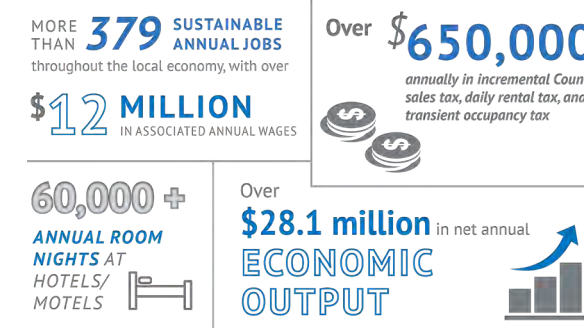 MORE THAN 379 SUSTAINABLE ANNUAL JOBS
throughout the local economy, with over
$12 MILLION
IN ASSOCIATED ANNUAL WAGES
Over $650,000
annually in incremental Coun
sales tax, daily rental tax, and
transient occupancy tax
60,000 +
ANNUAL ROOM
NIGHTS AT
HOTELS/
MOTELS
Over
$28.1 million in net annual
ECONOMIC
OUTPUT